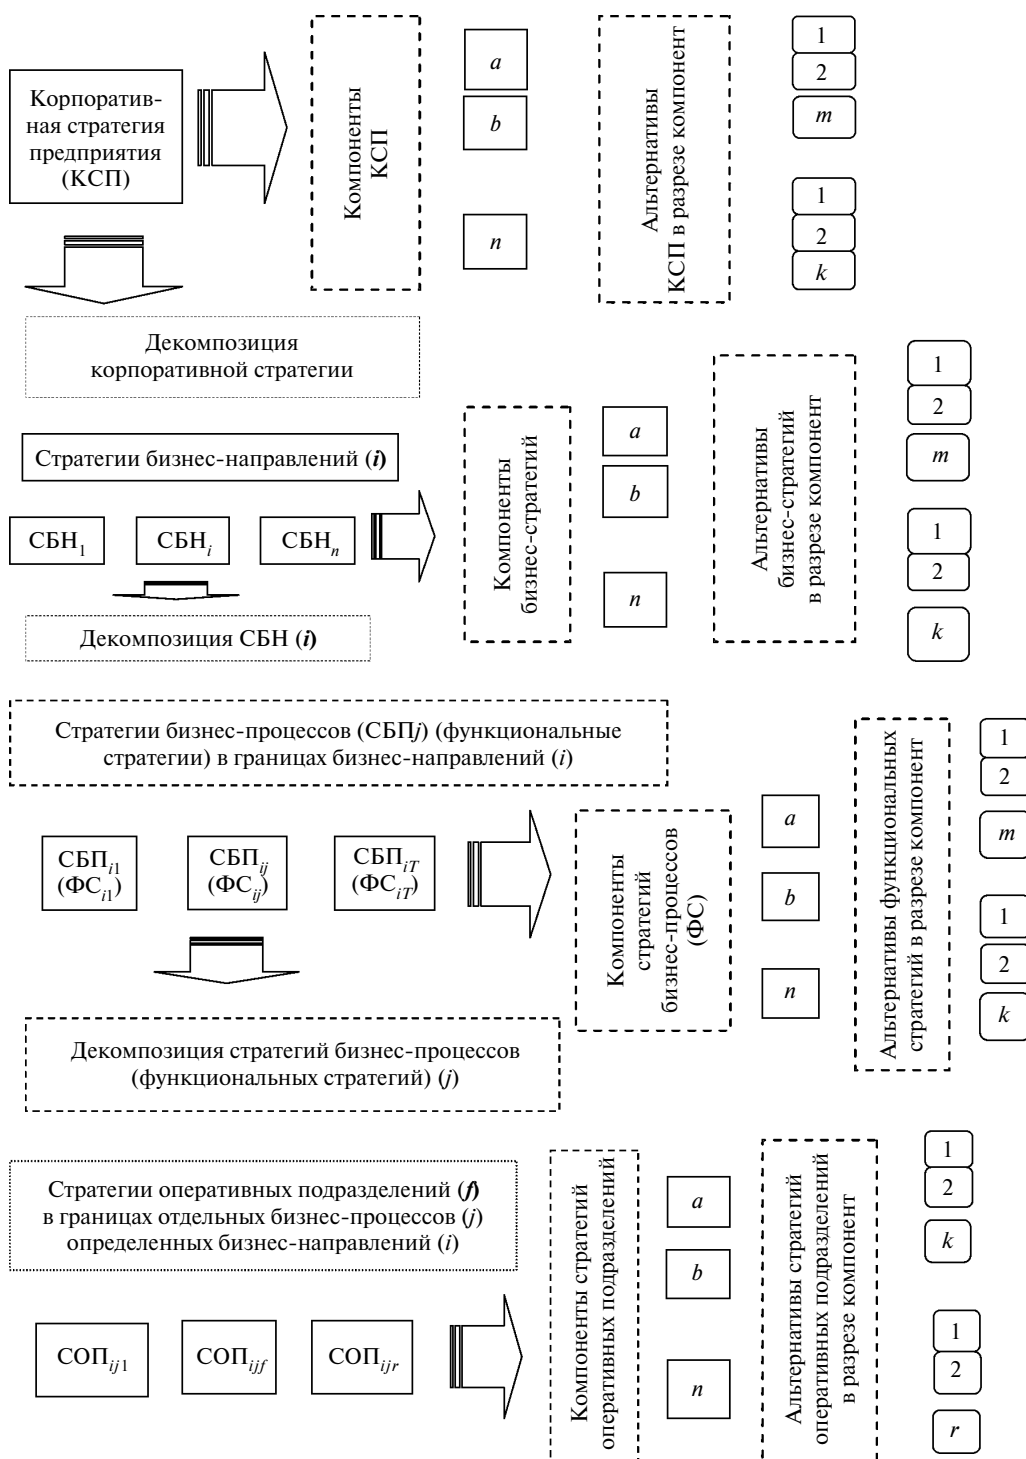 Корпоратив-
ная стратегия
предприятия
(КСП)
Компоненты
КСП
a
b
n
Альтернативы
КСП в разрезе компонент
1
2
m
1
2
k
Декомпозиция
корпоративной стратегии
Стратегии бизнес-направлений (i)
СБН1
СБНi
СБНn
Компоненты
бизнес-стратегий
a
b
n
Альтернативы
бизнес-стратегий
в разрезе компонент
1
2
m
1
2
k
Декомпозиция СБН (i)
Стратегии бизнес-процессов (СБПj) (функциональные
стратегии) в границах бизнес-направлений (i)
СБПi1
(ФСi1)
СБПij
(ФСij)
СБПiT
(ФСiT)
Компоненты
стратегий
бизнес-процессов
(ФС)
a
b
n
Альтернативы функциональных
стратегий в разрезе компонент
1
2
m
1
2
k
Декомпозиция стратегий бизнес-процессов
(функциональных стратегий) (j)
Стратегии оперативных подразделений (f)
в границах отдельных бизнес-процессов (j)
определенных бизнес-направлений (i)
СОПij1
СОПijf
СОПijr
Компоненты стратегий
оперативных подразделений
a
b
n
Альтернативы стратегий
оперативных подразделений
в разрезе компонент
1
2
k
1
2
r